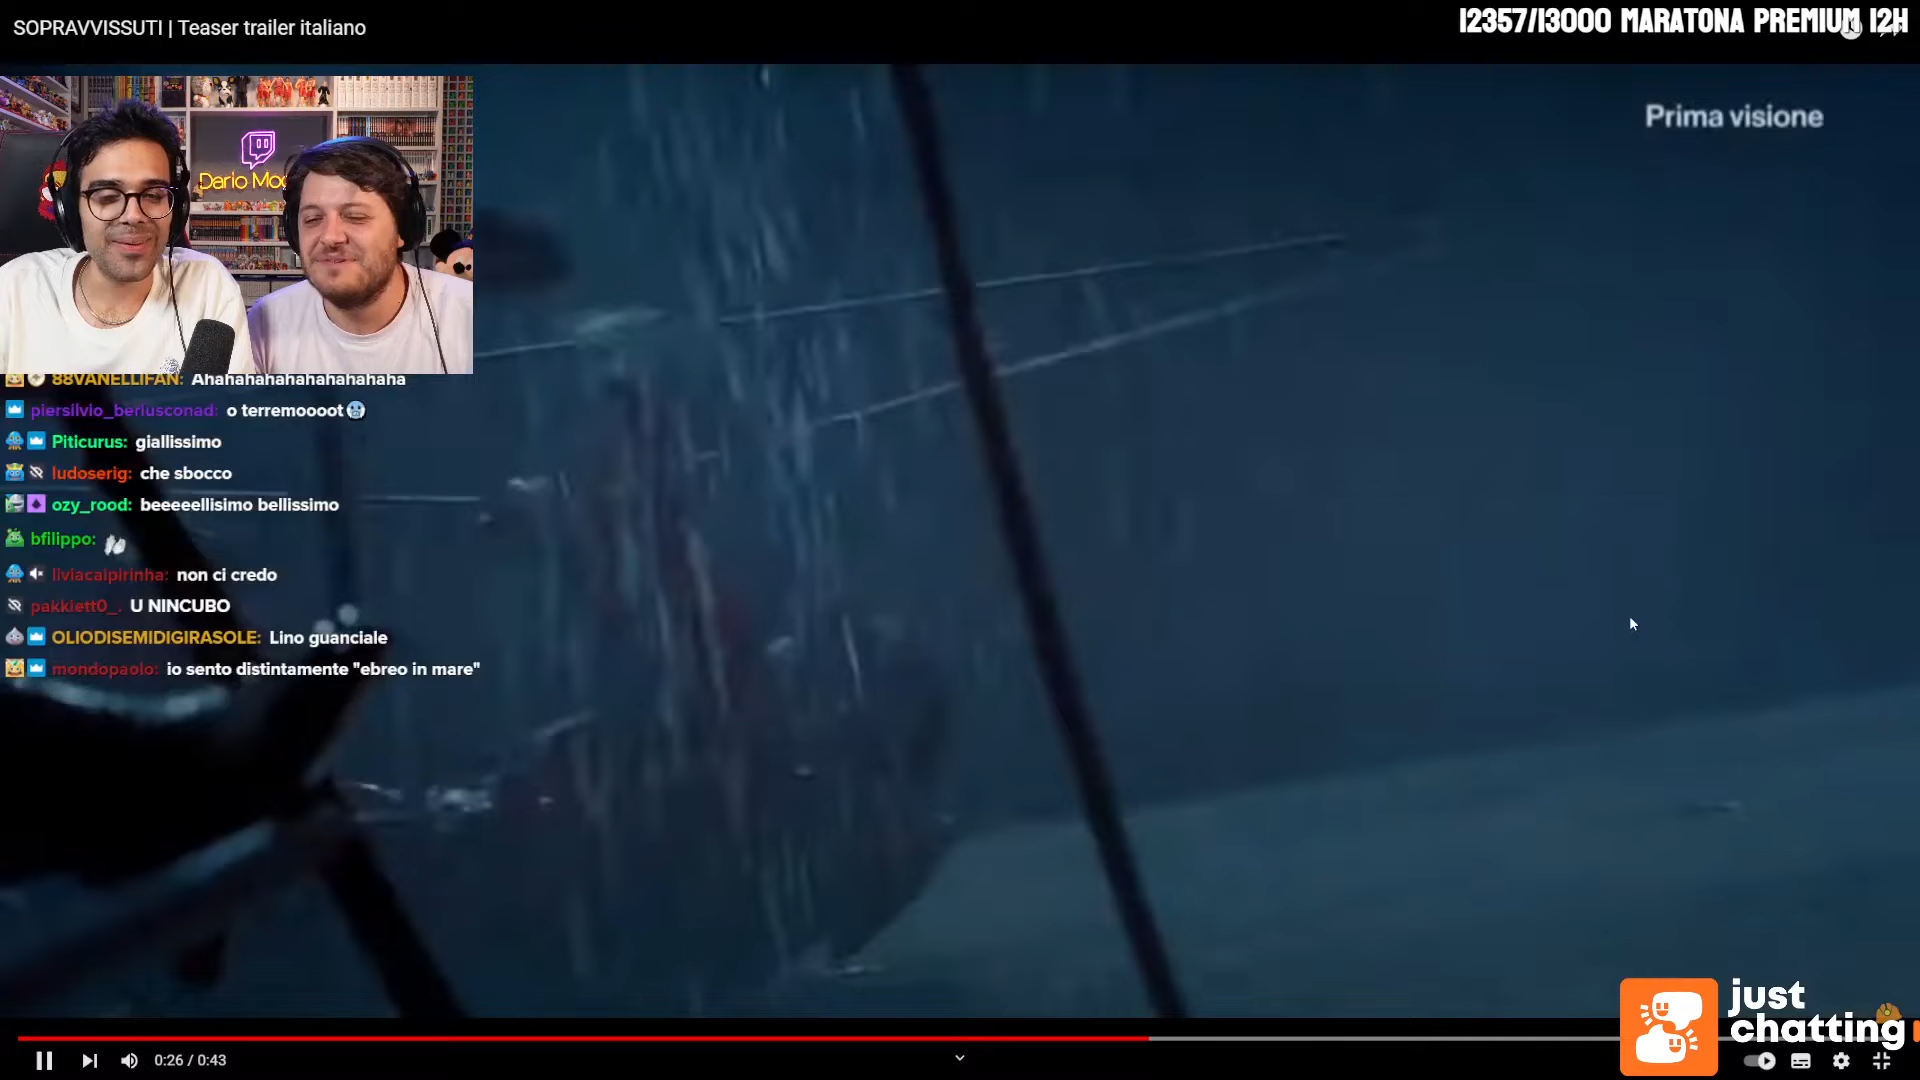 SOPRAVVISSUTI | Teaser trailer italiano
12357/13000 MARATONA PREMIUM 12H
Prima visione
Dario Moc
88VANELLIFAN: Ahahahahahahahahaha
piersilvio_berlusconad: o terremoooot
Piticurus: giallissimo
ludoserig: che sbocco
ozy_rood: beeeeellisimo bellissimo
bfilippo:
liviacaipirinha: non ci credo
pakkiett0_: U NINCUBO
OLIODISEMIDIGIRASOLE: Lino guanciale
mondopaolo: io sento distintamente "ebreo in mare"
just
chatting
0:26 / 0:43